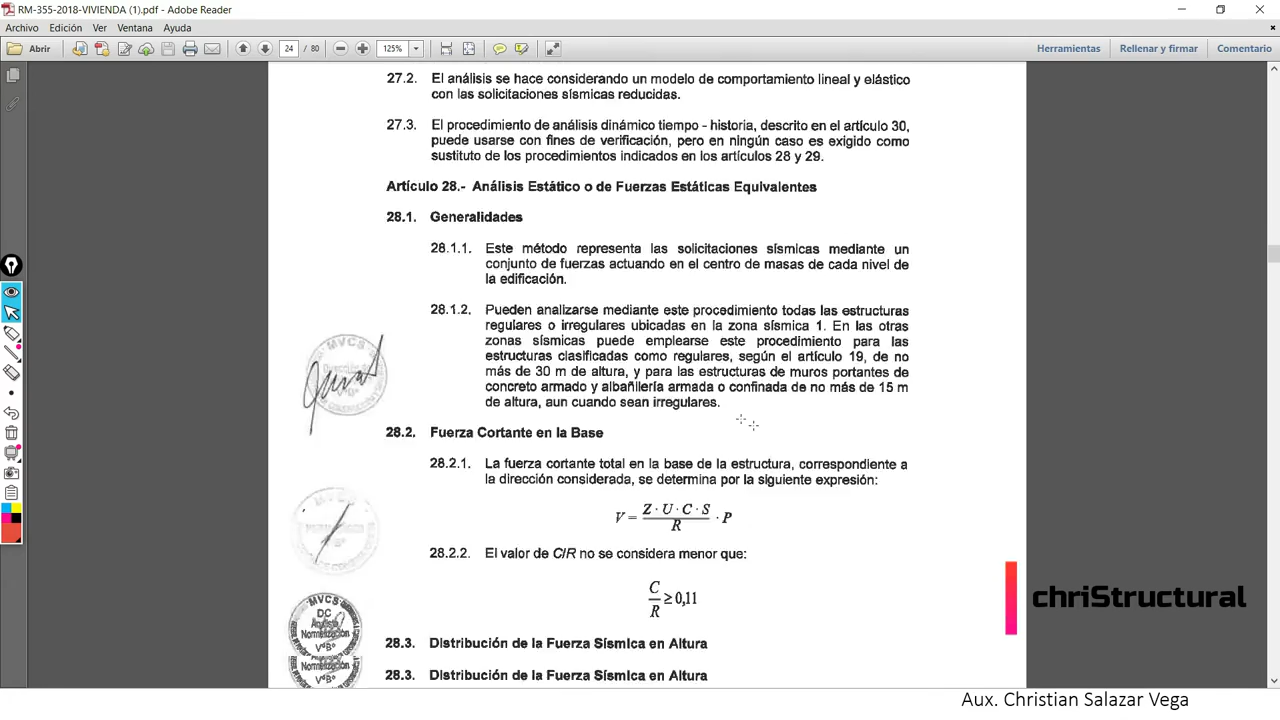 RM-355-2018-VIVIENDA (1).pdf - Adobe Reader
Archivo Edición Ver Ventana Ayuda
Abrir
24 / 80
125%
Herramientas Rellenar y firmar Comentario
27.2. El análisis se hace considerando un modelo de comportamiento lineal y elástico
con las solicitaciones sísmicas reducidas.
27.3. El procedimiento de análisis dinámico tiempo - historia, descrito en el artículo 30,
puede usarse con fines de verificación, pero en ningún caso es exigido como
sustituto de los procedimientos indicados en los artículos 28 y 29.
Artículo 28.- Análisis Estático o de Fuerzas Estáticas Equivalentes
28.1. Generalidades
28.1.1. Este método representa las solicitaciones sísmicas mediante un
conjunto de fuerzas actuando en el centro de masas de cada nivel de
la edificación.
28.1.2. Pueden analizarse mediante este procedimiento todas las estructuras
regulares o irregulares ubicadas en la zona sísmica 1. En las otras
zonas sísmicas puede emplearse este procedimiento para las
estructuras clasificadas como regulares, según el artículo 19, de no
más de 30 m de altura, y para las estructuras de muros portantes de
concreto armado y albañilería armada o confinada de no más de 15 m
de altura, aun cuando sean irregulares.
28.2. Fuerza Cortante en la Base
28.2.1. La fuerza cortante total en la base de la estructura, correspondiente a
la dirección considerada, se determina por la siguiente expresión:
V = Z · U · C · S / R · P
28.2.2. El valor de C/R no se considera menor que:
C / R ≥ 0,11
28.3. Distribución de la Fuerza Sísmica en Altura
28.3. Distribución de la Fuerza Sísmica en Altura
MVCS
MVCS
DC
Normalización
V°B°
Normalización
V°B°
chriStructural
Aux. Christian Salazar Vega